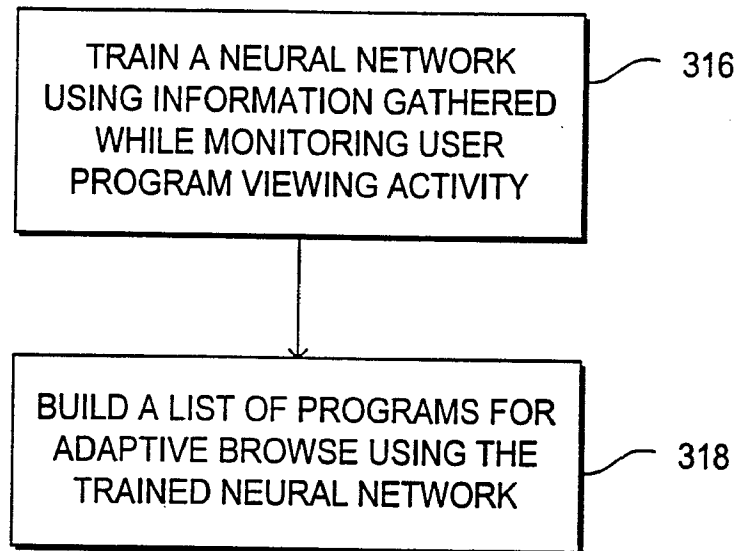 TRAIN A NEURAL NETWORK
USING INFORMATION GATHERED
WHILE MONITORING USER
PROGRAM VIEWING ACTIVITY
316
BUILD A LIST OF PROGRAMS FOR
ADAPTIVE BROWSE USING THE
TRAINED NEURAL NETWORK
318